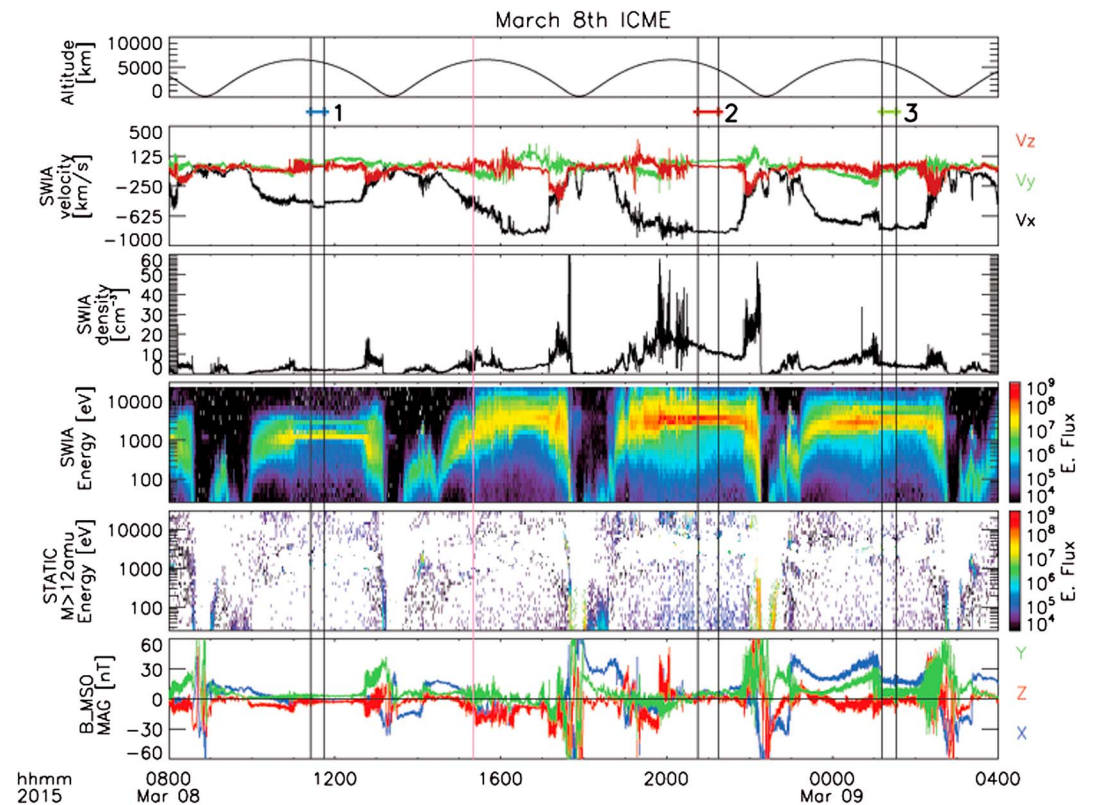 March 8th ICME
Altitude
[km]
10000
5000
0
1
2
3
SWIA
velocity
[km/s]
500
125
-250
-625
-1000
Vz
Vy
Vx
SWIA
density
[cm⁻³]
60
50
40
30
20
10
0
SWIA
Energy [eV]
10000
1000
100
10⁹
10⁸
10⁷
10⁶
10⁵
10⁴
E. Flux
STATIC
M>12amu
Energy [eV]
10000
1000
100
10⁹
10⁸
10⁷
10⁶
10⁵
10⁴
E. Flux
B_MSO
MAG [nT]
60
30
0
-30
-60
Y
Z
X
hhmm
2015
0800
Mar 08
1200
1600
2000
0000
Mar 09
0400